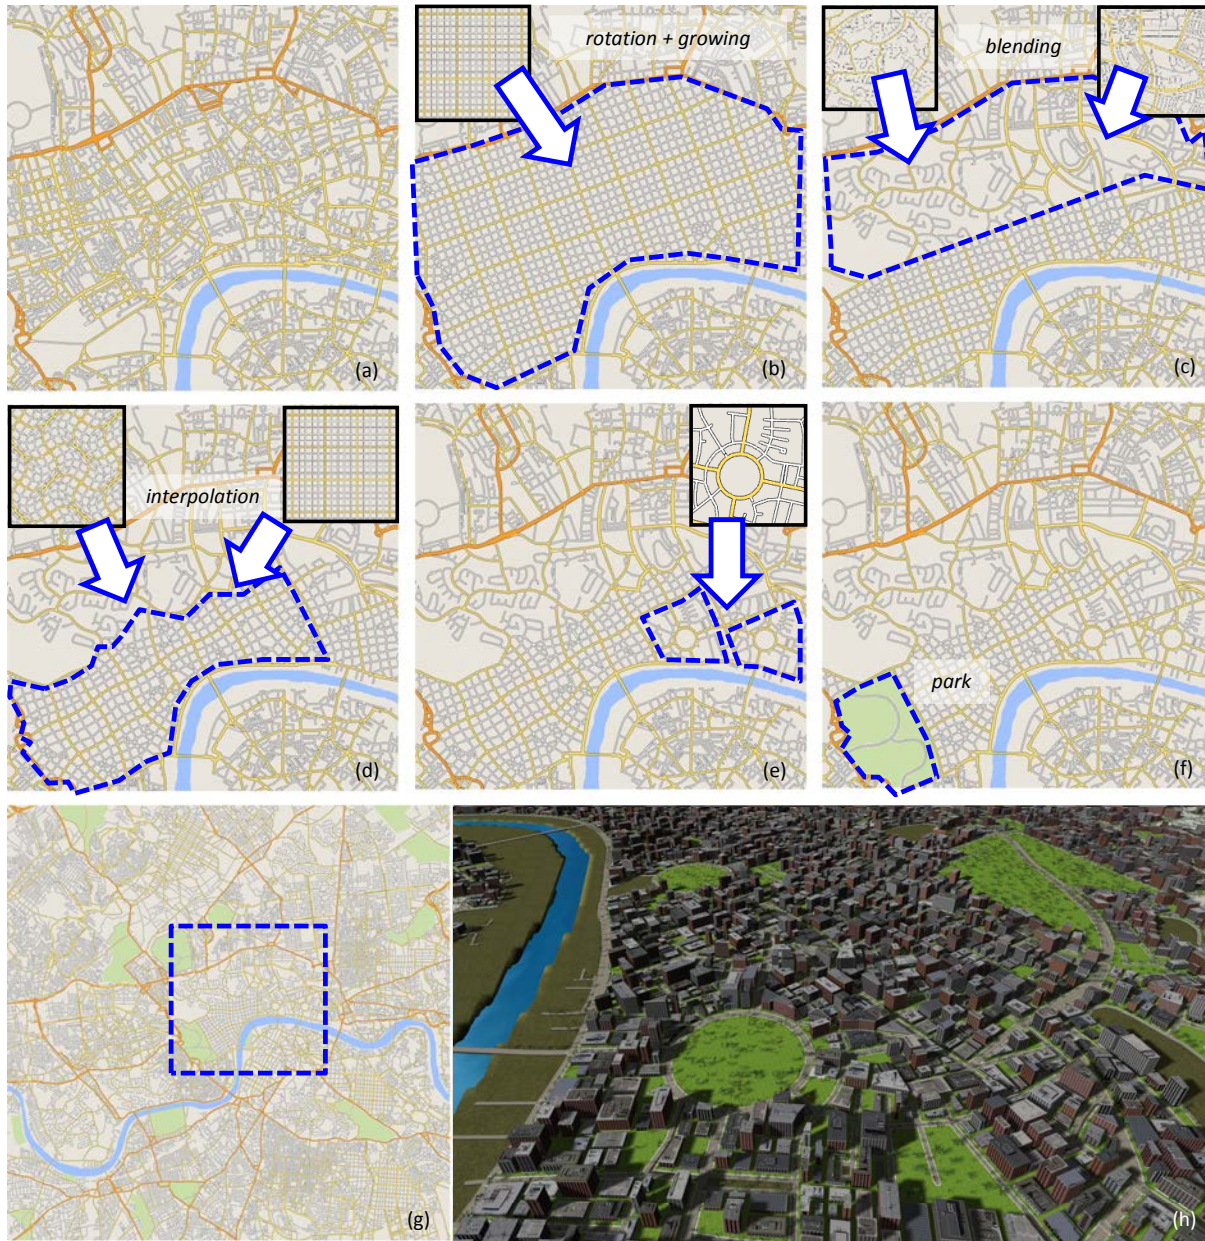 rotation + growing
blending
(a)
(b)
(c)
interpolation
(d)
(e)
park
(f)
(g)
(h)